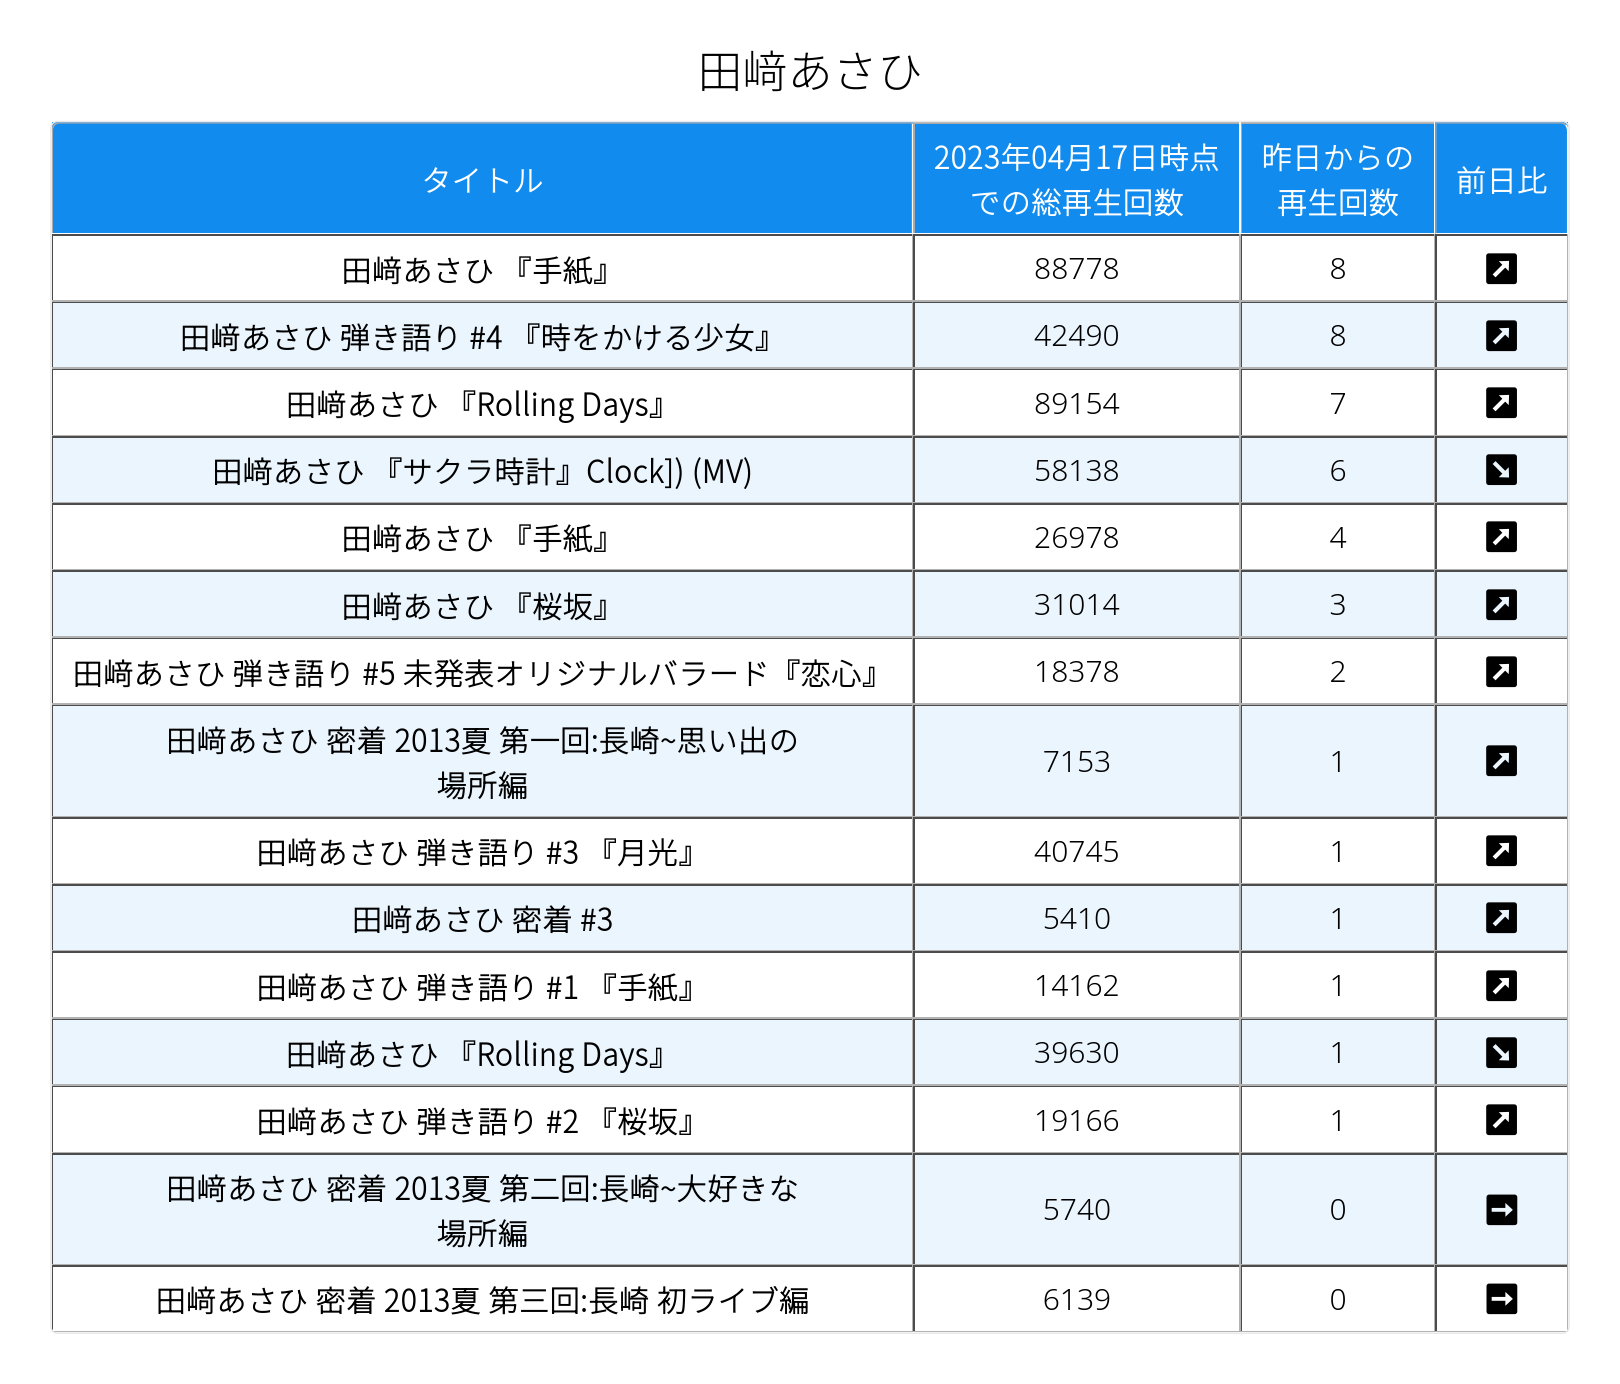 田﨑あさひ
タイトル
2023年04月17日時点
での総再生回数
昨日からの
再生回数
前日比
田﨑あさひ 『手紙』 88778 8
田﨑あさひ 弾き語り #4 『時をかける少女』 42490 8
田﨑あさひ 『Rolling Days』 89154 7
田﨑あさひ 『サクラ時計』Clock]) (MV) 58138 6
田﨑あさひ 『手紙』 26978 4
田﨑あさひ 『桜坂』 31014 3
田﨑あさひ 弾き語り #5 未発表オリジナルバラード『恋心』 18378 2
田﨑あさひ 密着 2013夏 第一回:長崎~思い出の
場所編 7153 1
田﨑あさひ 弾き語り #3 『月光』 40745 1
田﨑あさひ 密着 #3 5410 1
田﨑あさひ 弾き語り #1 『手紙』 14162 1
田﨑あさひ 『Rolling Days』 39630 1
田﨑あさひ 弾き語り #2 『桜坂』 19166 1
田﨑あさひ 密着 2013夏 第二回:長崎~大好きな
場所編 5740 0
田﨑あさひ 密着 2013夏 第三回:長崎 初ライブ編 6139 0